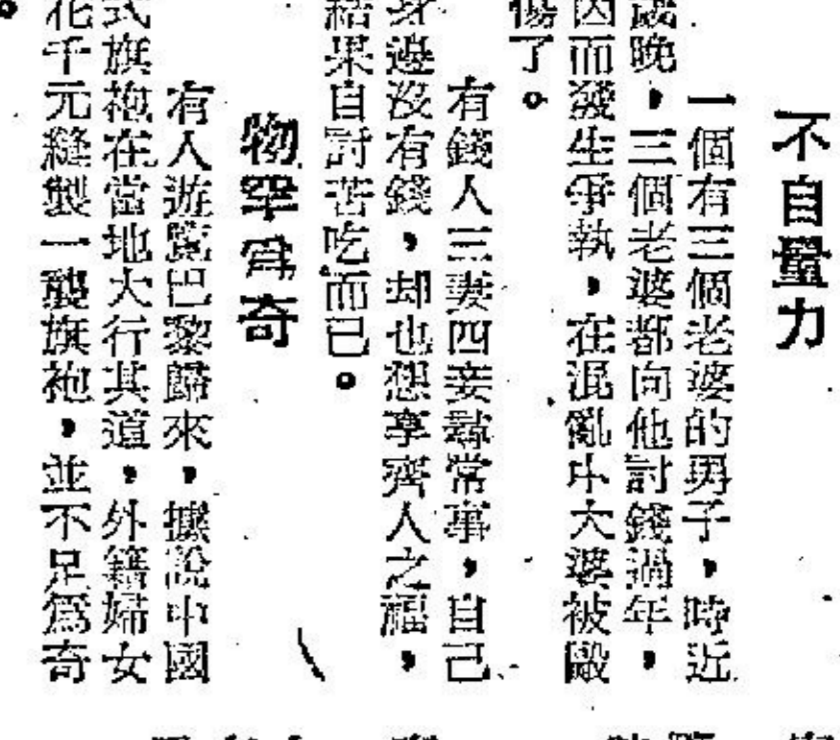 不自量力
一個有三個老婆的男子，時近
歲晚，三個老婆都向他討錢過年，
因而發生爭執，在混亂中大婆被毆
傷了。
有錢人三妻四妾尋常事，自己
身邊沒有錢，却也想享齊人之福，
結果自討苦吃而已。
物罕爲奇
有人遊覽巴黎歸來，據說中國
式旗袍在當地大行其道，外籍婦女
花千元縫製一襲旗袍，並不足爲奇
。